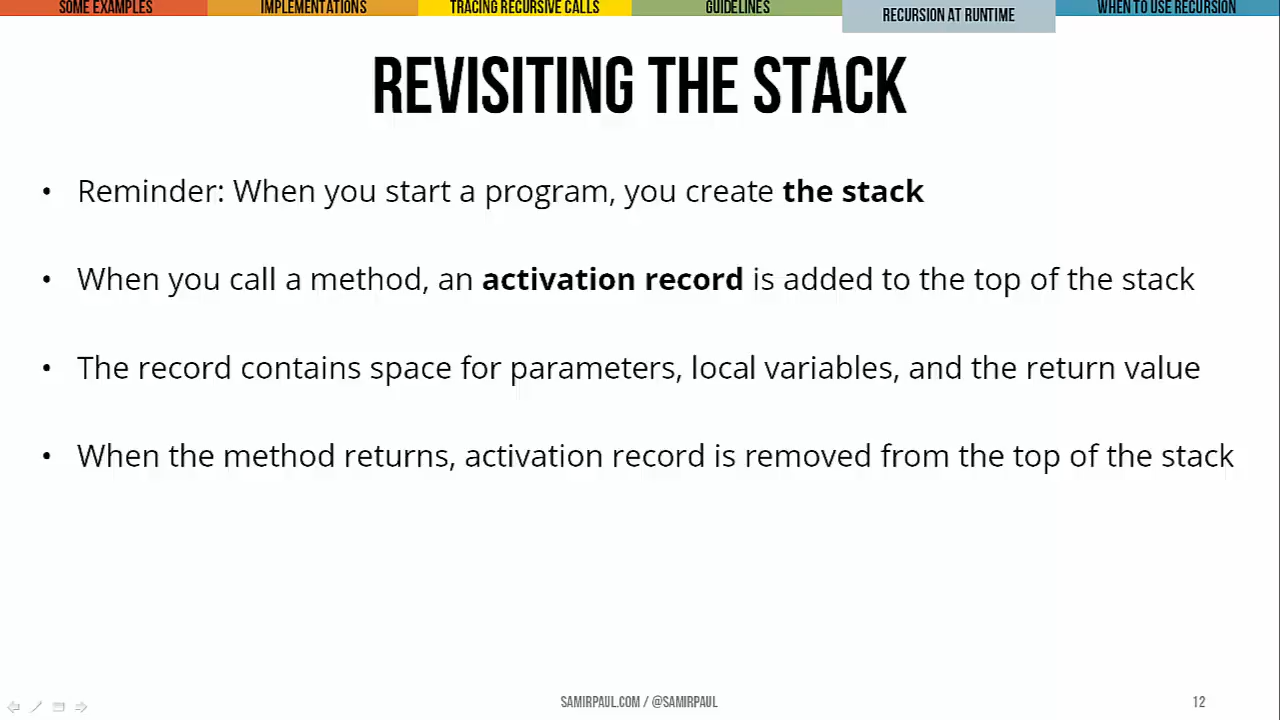 SOME EXAMPLES
IMPLEMENTATIONS
TRACING RECURSIVE CALLS
GUIDELINES
RECURSION AT RUNTIME
WHEN TO USE RECURSION
REVISITING THE STACK
• Reminder: When you start a program, you create the stack
• When you call a method, an activation record is added to the top of the stack
• The record contains space for parameters, local variables, and the return value
• When the method returns, activation record is removed from the top of the stack
SAMIRPAUL.COM / @SAMIRPAUL
12